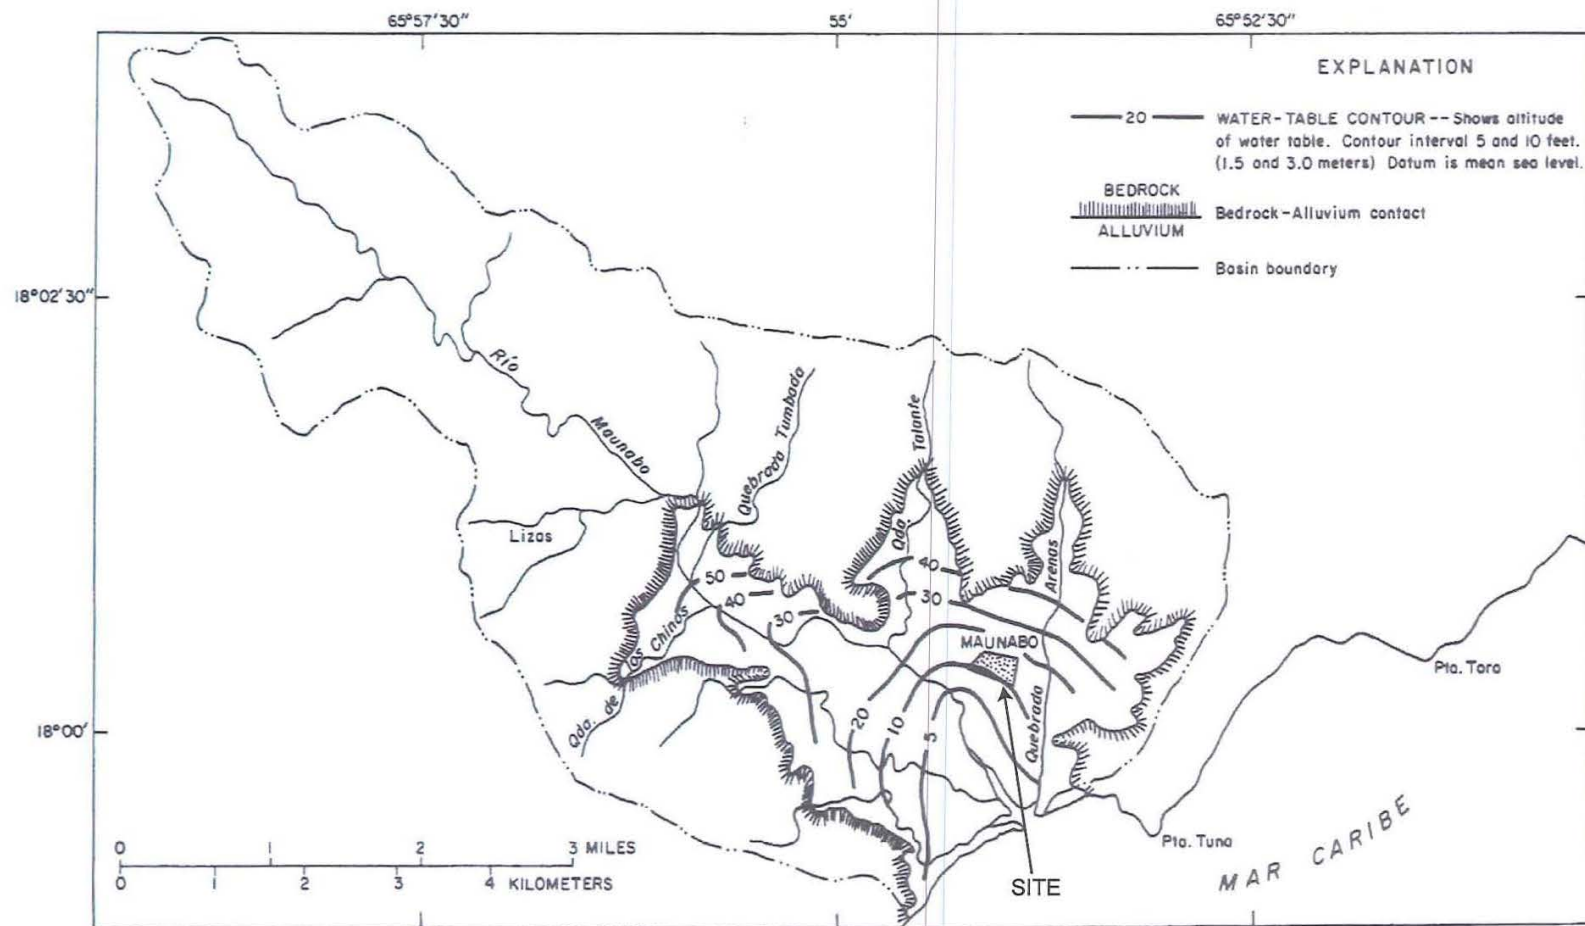 65°57'30"
55'
65°52'30"
EXPLANATION
20
WATER-TABLE CONTOUR -- Shows altitude
of water table. Contour interval 5 and 10 feet.
(1.5 and 3.0 meters) Datum is mean sea level.
BEDROCK
ALLUVIUM
Bedrock-Alluvium contact
Basin boundary
18°02'30"
Río
Maunabo
Quebrada Tumbada
Qda. Talante
Lizas
Quebrada Arenas
50
40
30
40
30
Qda. de las Chinos
MAUNABO
20
10
5
18°00'
Pta. Toro
Pta. Tuna
MAR CARIBE
SITE
0 1 2 3 MILES
0 1 2 3 4 KILOMETERS